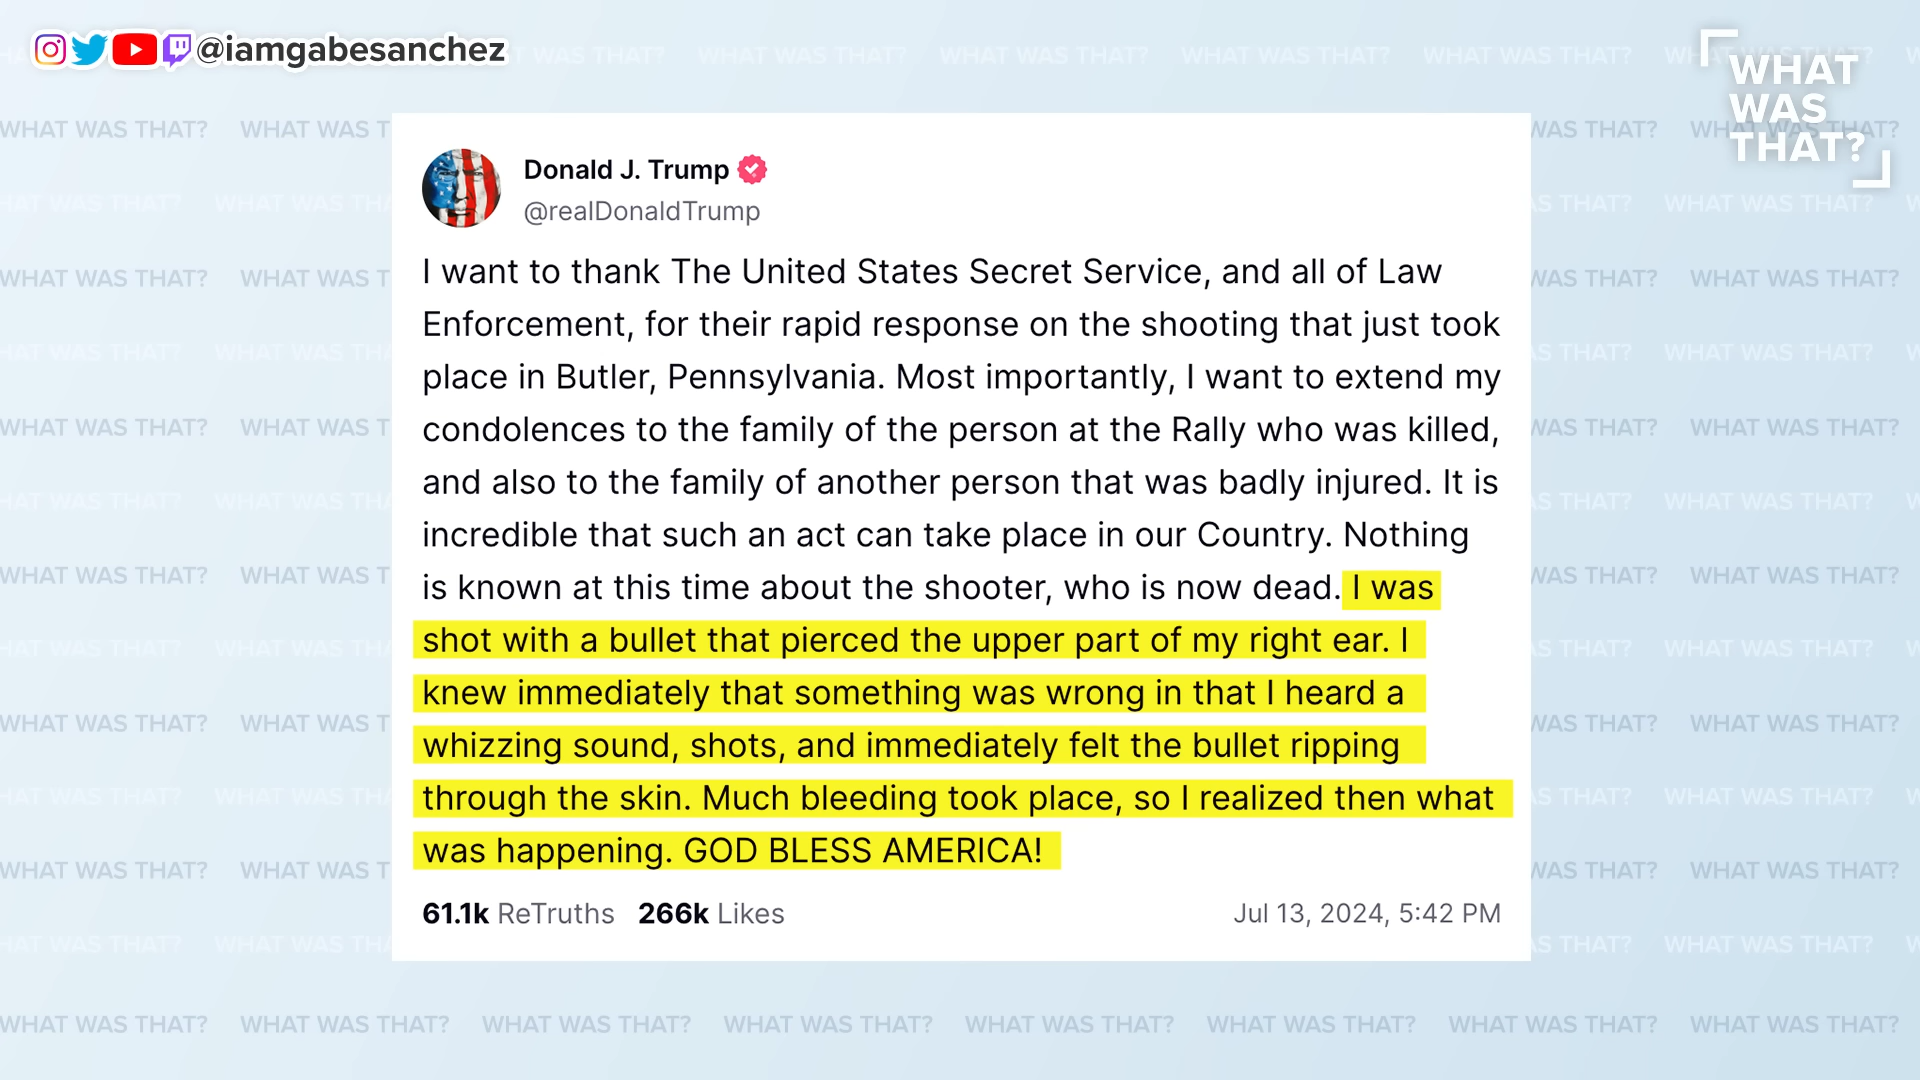 @iamgabesanchez
WHAT
WAS
THAT?
Donald J. Trump
@realDonaldTrump
I want to thank The United States Secret Service, and all of Law
Enforcement, for their rapid response on the shooting that just took
place in Butler, Pennsylvania. Most importantly, I want to extend my
condolences to the family of the person at the Rally who was killed,
and also to the family of another person that was badly injured. It is
incredible that such an act can take place in our Country. Nothing
is known at this time about the shooter, who is now dead. I was
shot with a bullet that pierced the upper part of my right ear. I
knew immediately that something was wrong in that I heard a
whizzing sound, shots, and immediately felt the bullet ripping
through the skin. Much bleeding took place, so I realized then what
was happening. GOD BLESS AMERICA!
61.1k ReTruths 266k Likes
Jul 13, 2024, 5:42 PM
WHAT WAS THAT? WHAT WAS THAT? WHAT WAS THAT? WHAT WAS THAT? WHAT WAS THAT? WHAT WAS THAT? WHAT WAS THAT? WHAT WAS THAT?